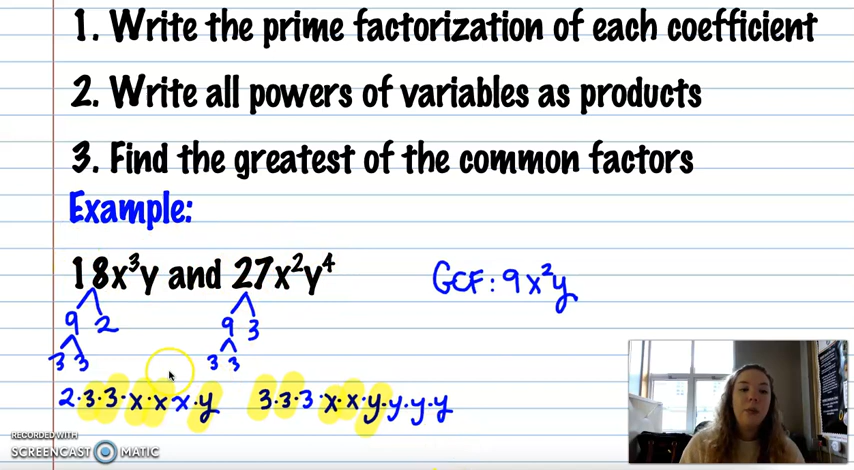 1. Write the prime factorization of each coefficient
2. Write all powers of variables as products
3. Find the greatest of the common factors
Example:
18x³y and 27x²y⁴
GCF: 9x²y
9 2 9 3
3 3 3 3
2·3·3·x·x·x·y 3·3·3·x·x·y·y·y·y
RECORDED WITH
SCREENCAST MATIC